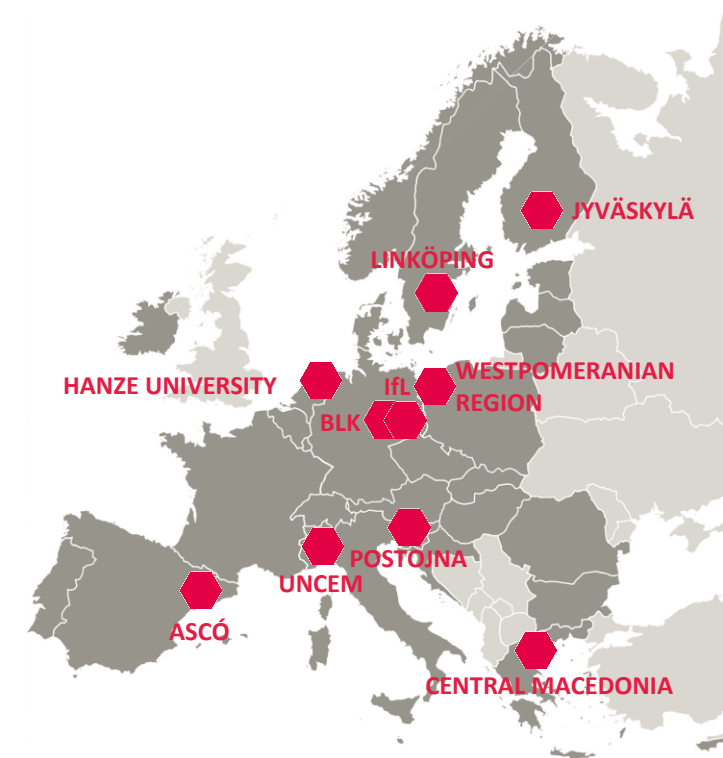 JYVÄSKYLÄ
LINKÖPING
HANZE UNIVERSITY
IfL
WESTPOMERANIAN
REGION
BLK
POSTOJNA
UNCEM
ASCÓ
CENTRAL MACEDONIA